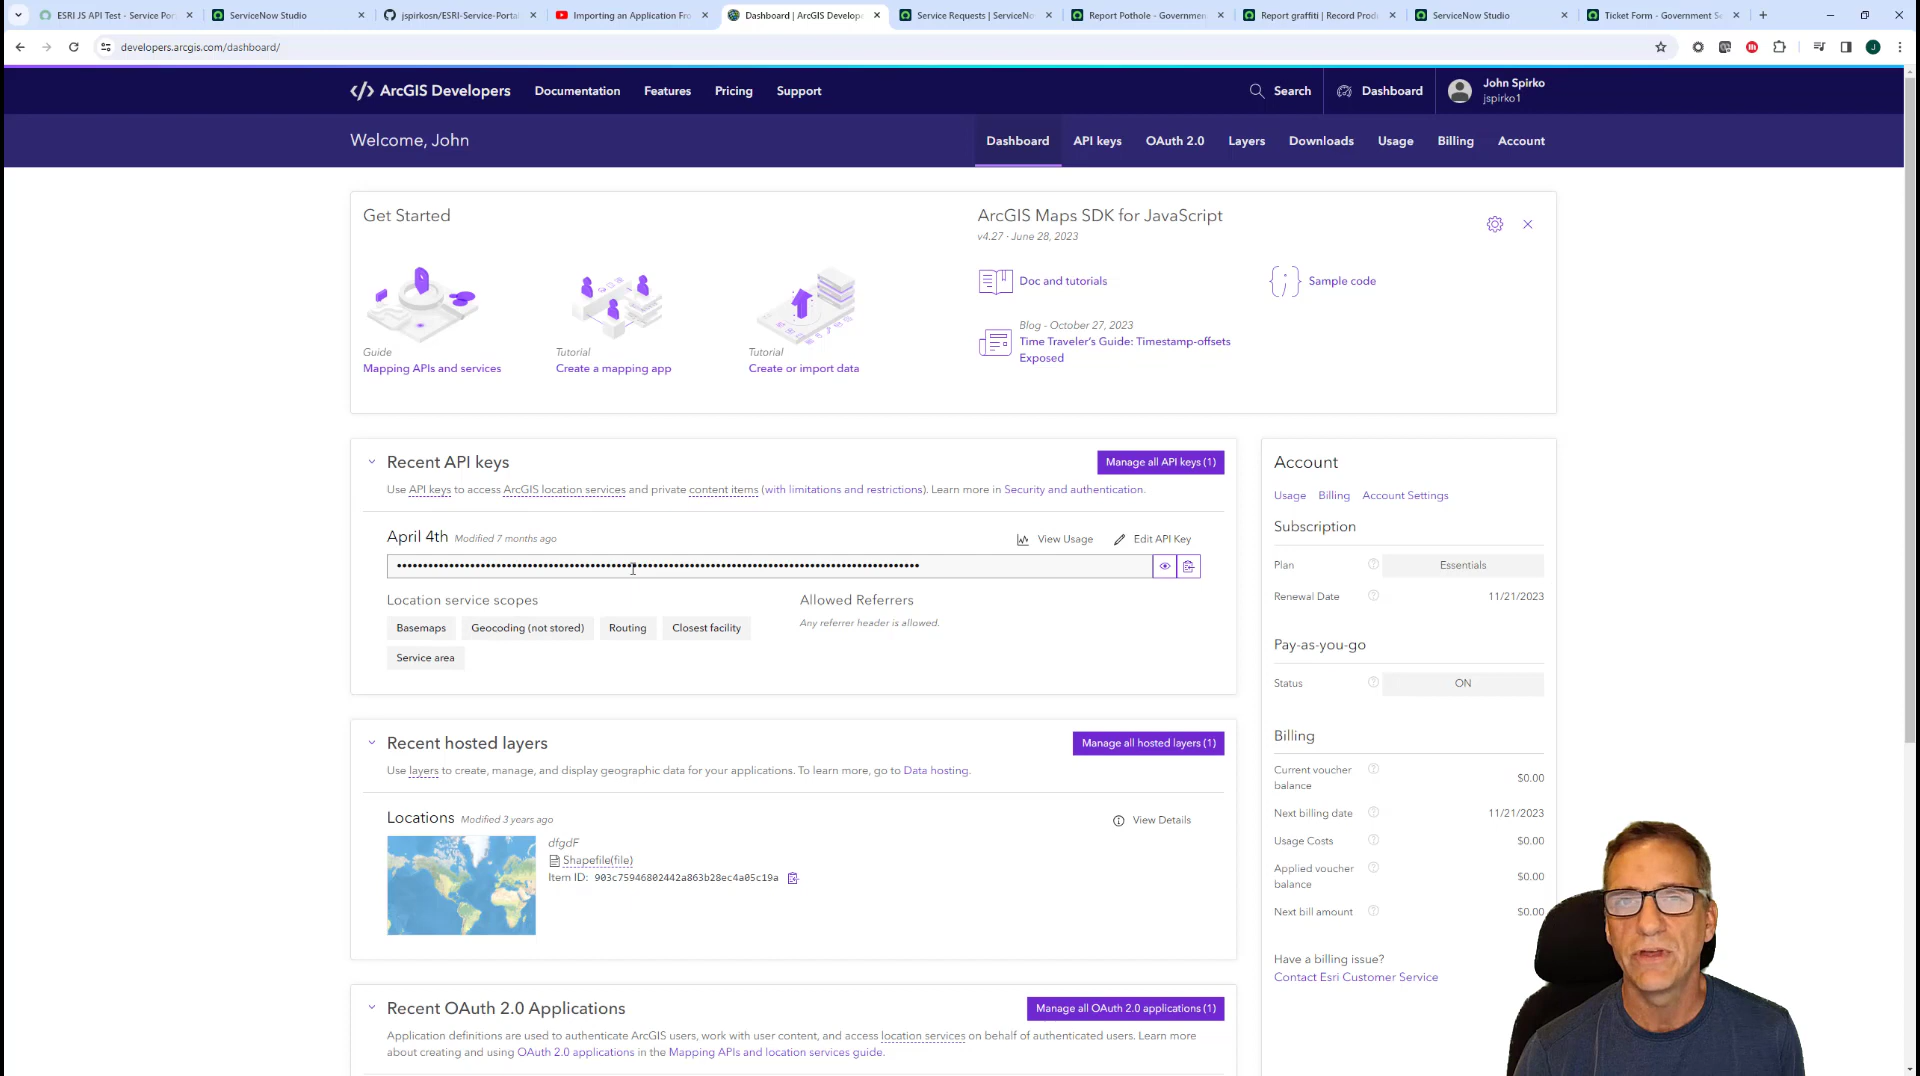 ESRI JS API Test - Service Por
ServiceNow Studio
jspirkosn/ESRI-Service-Porta
Importing an Application Fro
Dashboard | ArcGIS Develope
Service Requests | ServiceNo
Report Pothole - Governmen
Report graffiti | Record Prod
ServiceNow Studio
Ticket Form - Government Se
developers.arcgis.com/dashboard/
J
</> ArcGIS Developers
Documentation
Features
Pricing
Support
Search
Dashboard
John Spirko
jspirko1
Welcome, John
Dashboard
API keys
OAuth 2.0
Layers
Downloads
Usage
Billing
Account
Get Started
Guide
Mapping APIs and services
Tutorial
Create a mapping app
Tutorial
Create or import data
ArcGIS Maps SDK for JavaScript
v4.27 · June 28, 2023
Doc and tutorials
Sample code
Blog - October 27, 2023
Time Traveler's Guide: Timestamp-offsets
Exposed
Recent API keys
Manage all API keys (1)
Use API keys to access ArcGIS location services and private content items (with limitations and restrictions). Learn more in Security and authentication.
April 4th Modified 7 months ago
View Usage
Edit API Key
Location service scopes
Basemaps
Geocoding (not stored)
Routing
Closest facility
Service area
Allowed Referrers
Any referrer header is allowed.
Recent hosted layers
Manage all hosted layers (1)
Use layers to create, manage, and display geographic data for your applications. To learn more, go to Data hosting.
Locations Modified 3 years ago
View Details
dfgdF
Shapefile(file)
Item ID: 903c75946802442a863b28ec4a05c19a
Recent OAuth 2.0 Applications
Manage all OAuth 2.0 applications (1)
Application definitions are used to authenticate ArcGIS users, work with user content, and access location services on behalf of authenticated users. Learn more
about creating and using OAuth 2.0 applications in the Mapping APIs and location services guide.
Account
Usage
Billing
Account Settings
Subscription
Plan
Essentials
Renewal Date
11/21/2023
Pay-as-you-go
Status
ON
Billing
Current voucher
balance
$0.00
Next billing date
11/21/2023
Usage Costs
$0.00
Applied voucher
balance
$0.00
Next bill amount
$0.00
Have a billing issue?
Contact Esri Customer Service